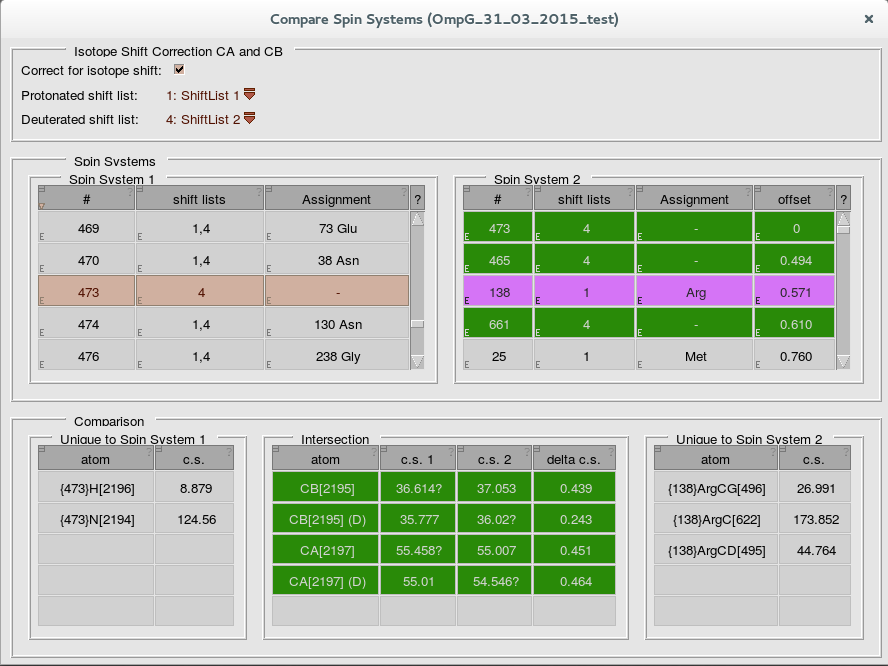 Compare Spin Systems (OmpG_31_03_2015_test) ×
Isotope Shift Correction CA and CB
Correct for isotope shift:
Protonated shift list: 1: ShiftList 1
Deuterated shift list: 4: ShiftList 2
Spin Systems
Spin System 1
# ? shift lists ? Assignment ? ?
E 469 E 1,4 E 73 Glu
E 470 E 1,4 E 38 Asn
E 473 E 4 E -
E 474 E 1,4 E 130 Asn
E 476 E 1,4 E 238 Gly
Spin System 2
# ? shift lists ? Assignment ? offset ? ?
E 473 E 4 E - E 0
E 465 E 4 E - E 0.494
E 138 E 1 E Arg E 0.571
E 661 E 4 E - E 0.610
E 25 E 1 E Met E 0.760
Comparison
Unique to Spin System 1
atom ? c.s. ?
{473}H[2196] 8.879
{473}N[2194] 124.56
Intersection
atom ? c.s. 1 ? c.s. 2 ? delta c.s. ?
CB[2195] 36.614? 37.053 0.439
CB[2195] (D) 35.777 36.02? 0.243
CA[2197] 55.458? 55.007 0.451
CA[2197] (D) 55.01 54.546? 0.464
Unique to Spin System 2
atom ? c.s. ?
{138}ArgCG[496] 26.991
{138}ArgC[622] 173.852
{138}ArgCD[495] 44.764